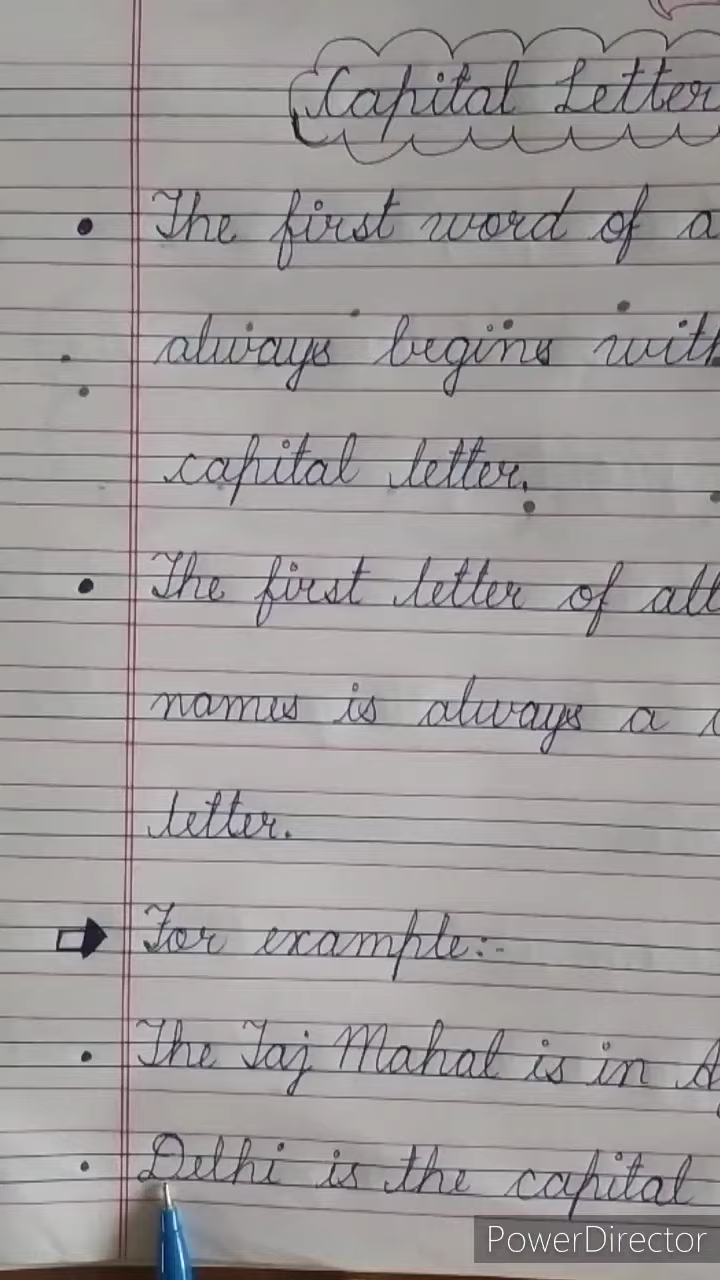 Capital Letter
• The first word of a
always begins with
capital letter.
• The first letter of all
names is always a
letter.
⇨ For example:-
• The Taj Mahal is in
• Delhi is the capital
PowerDirector